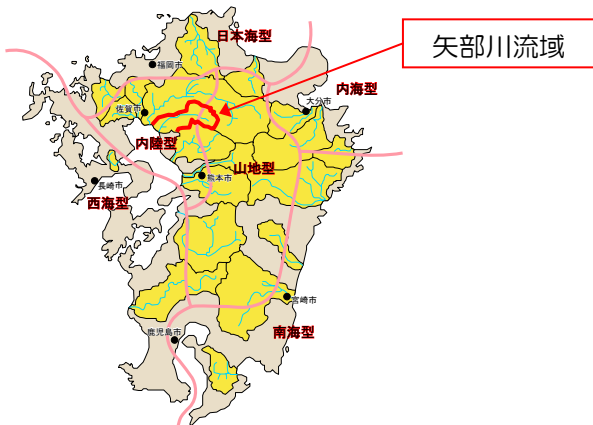 日本海型
矢部川流域
福岡市
内海型
佐賀市
大分市
内陸型
山地型
熊本市
長崎市
西海型
宮崎市
鹿児島市
南海型